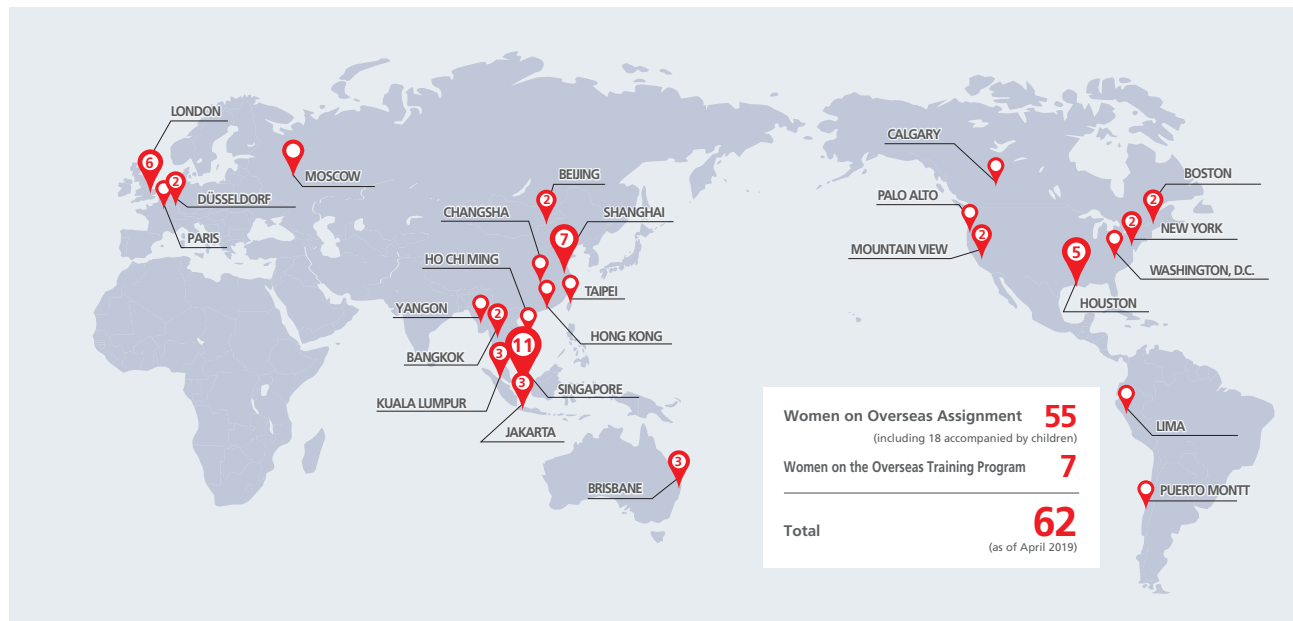 LONDON
6
MOSCOW
2
DÜSSELDORF
PARIS
BEIJING
2
CHANGSHA
SHANGHAI
7
HO CHI MING
TAIPEI
YANGON
2
HONG KONG
BANGKOK
11
3
KUALA LUMPUR
3
SINGAPORE
JAKARTA
3
BRISBANE
CALGARY
PALO ALTO
BOSTON
2
2
NEW YORK
2
MOUNTAIN VIEW
5
WASHINGTON, D.C.
HOUSTON
LIMA
PUERTO MONTT
Women on Overseas Assignment 55
(including 18 accompanied by children)
Women on the Overseas Training Program 7
Total 62
(as of April 2019)